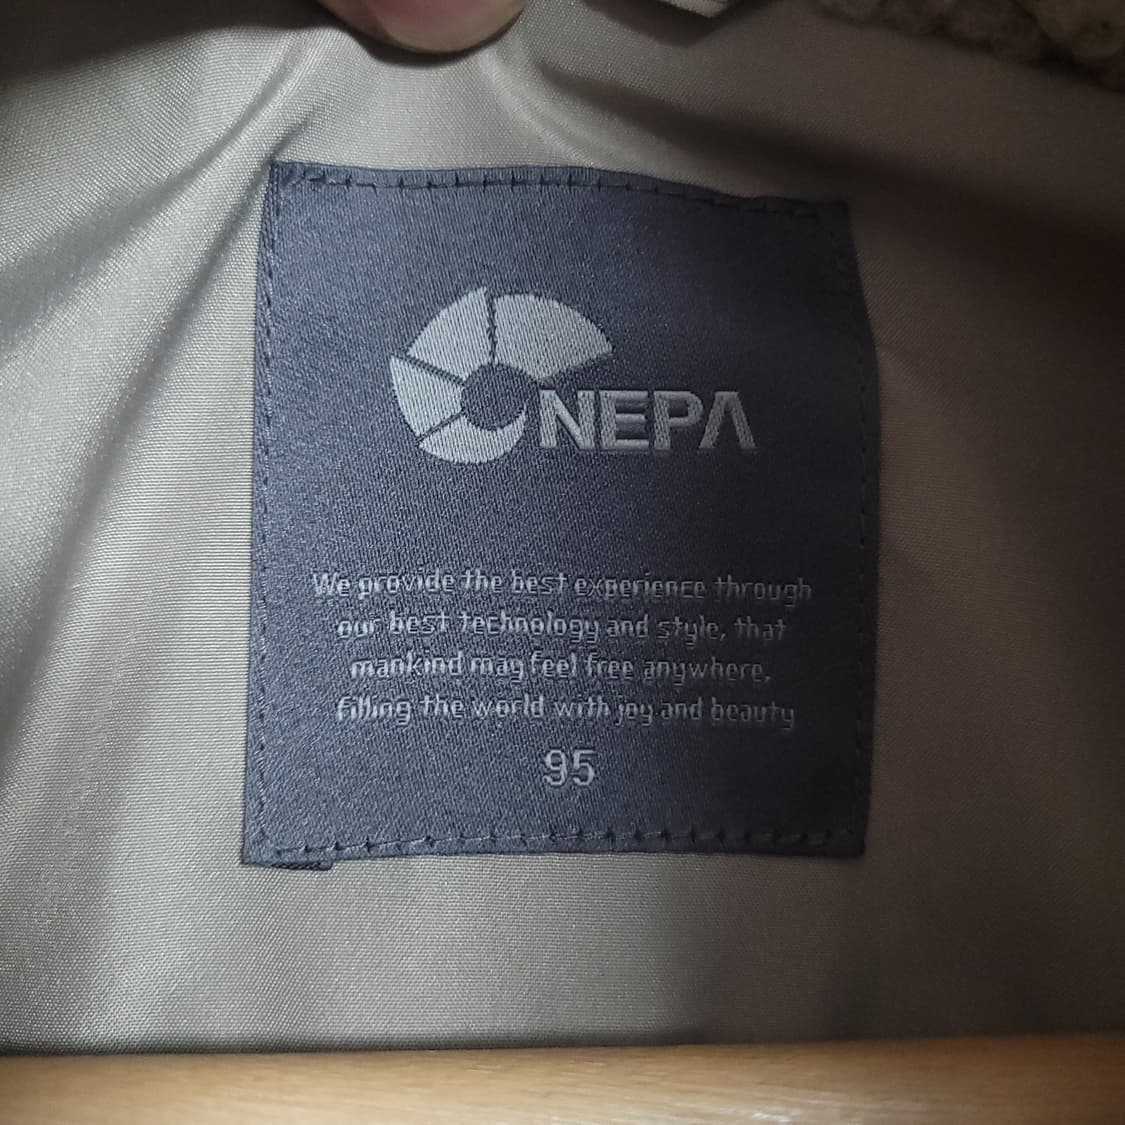 NEPA
We provide the best experience through
our best technology and style, that
mankind may feel free anywhere,
filling the world with joy and beauty
95